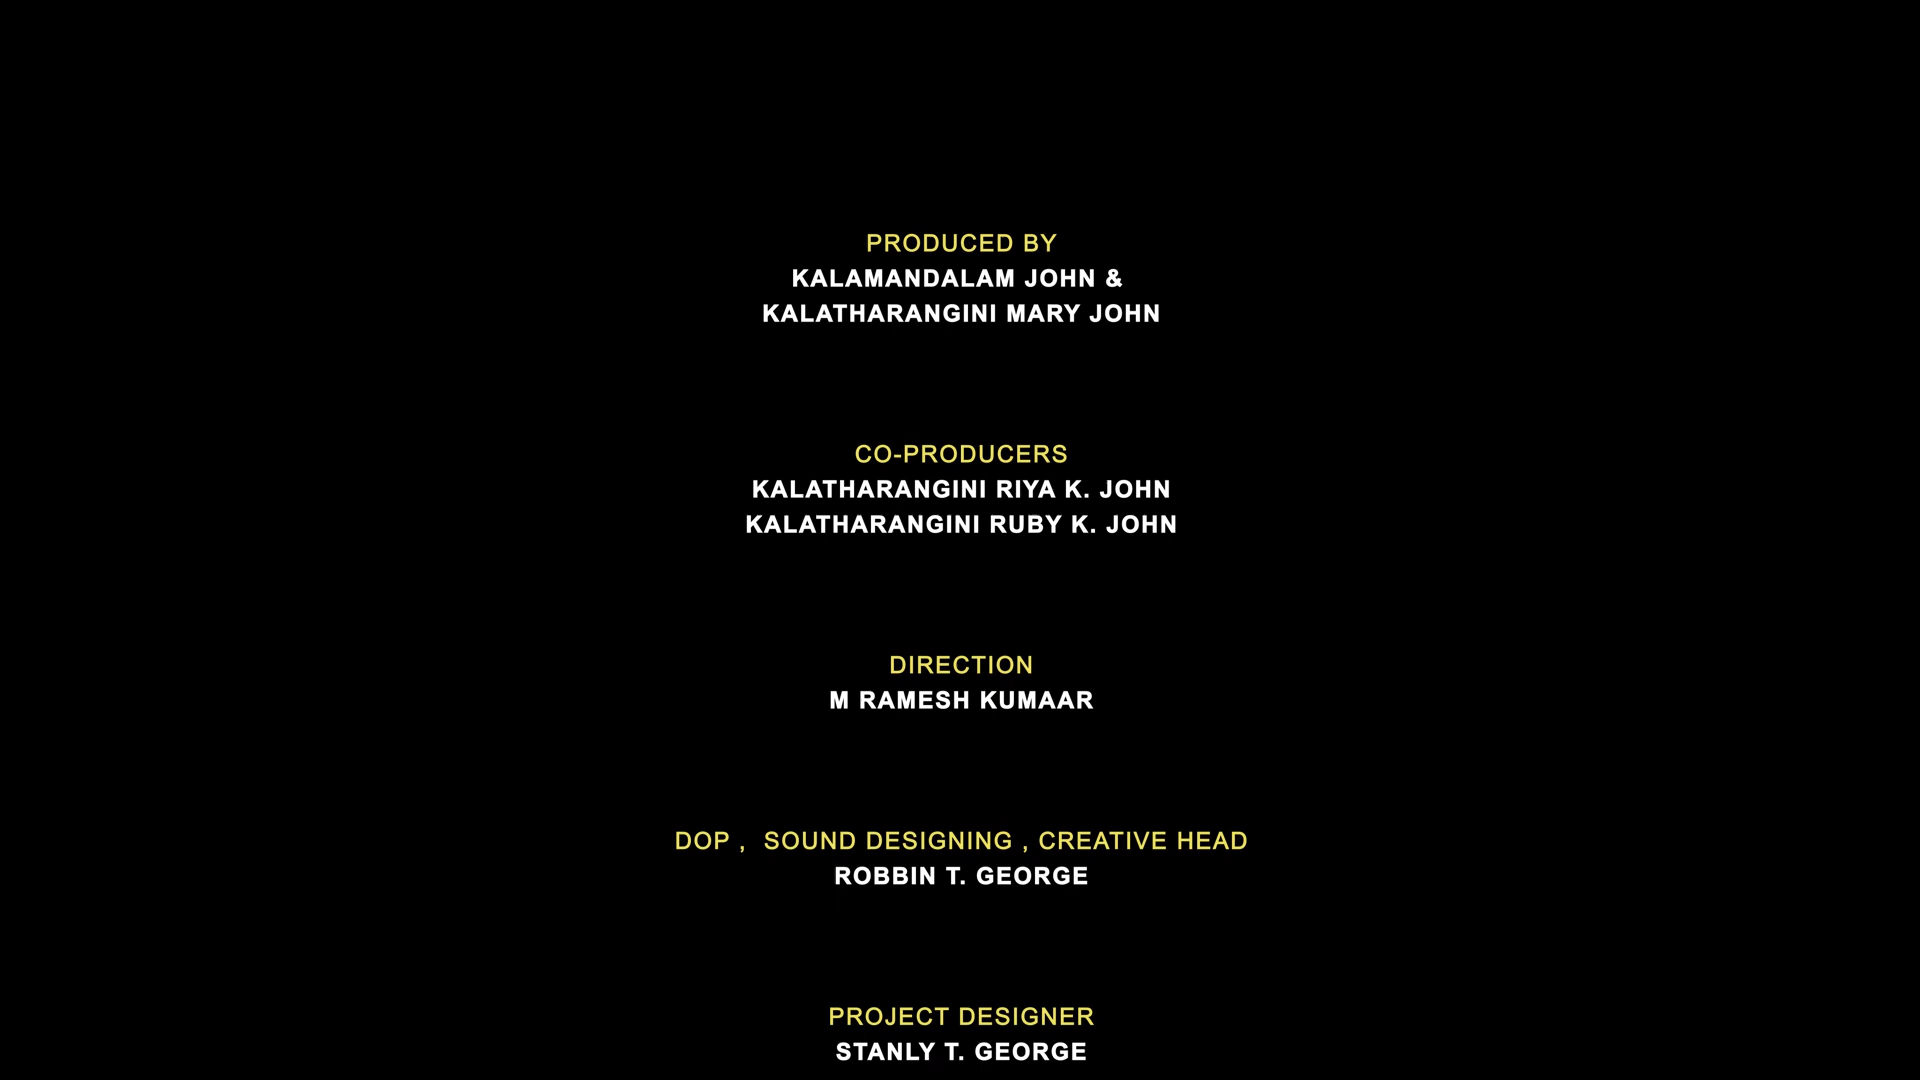 PRODUCED BY
KALAMANDALAM JOHN &
KALATHARANGINI MARY JOHN
CO-PRODUCERS
KALATHARANGINI RIYA K. JOHN
KALATHARANGINI RUBY K. JOHN
DIRECTION
M RAMESH KUMAAR
DOP ,  SOUND DESIGNING , CREATIVE HEAD
ROBBIN T. GEORGE
PROJECT DESIGNER
STANLY T. GEORGE